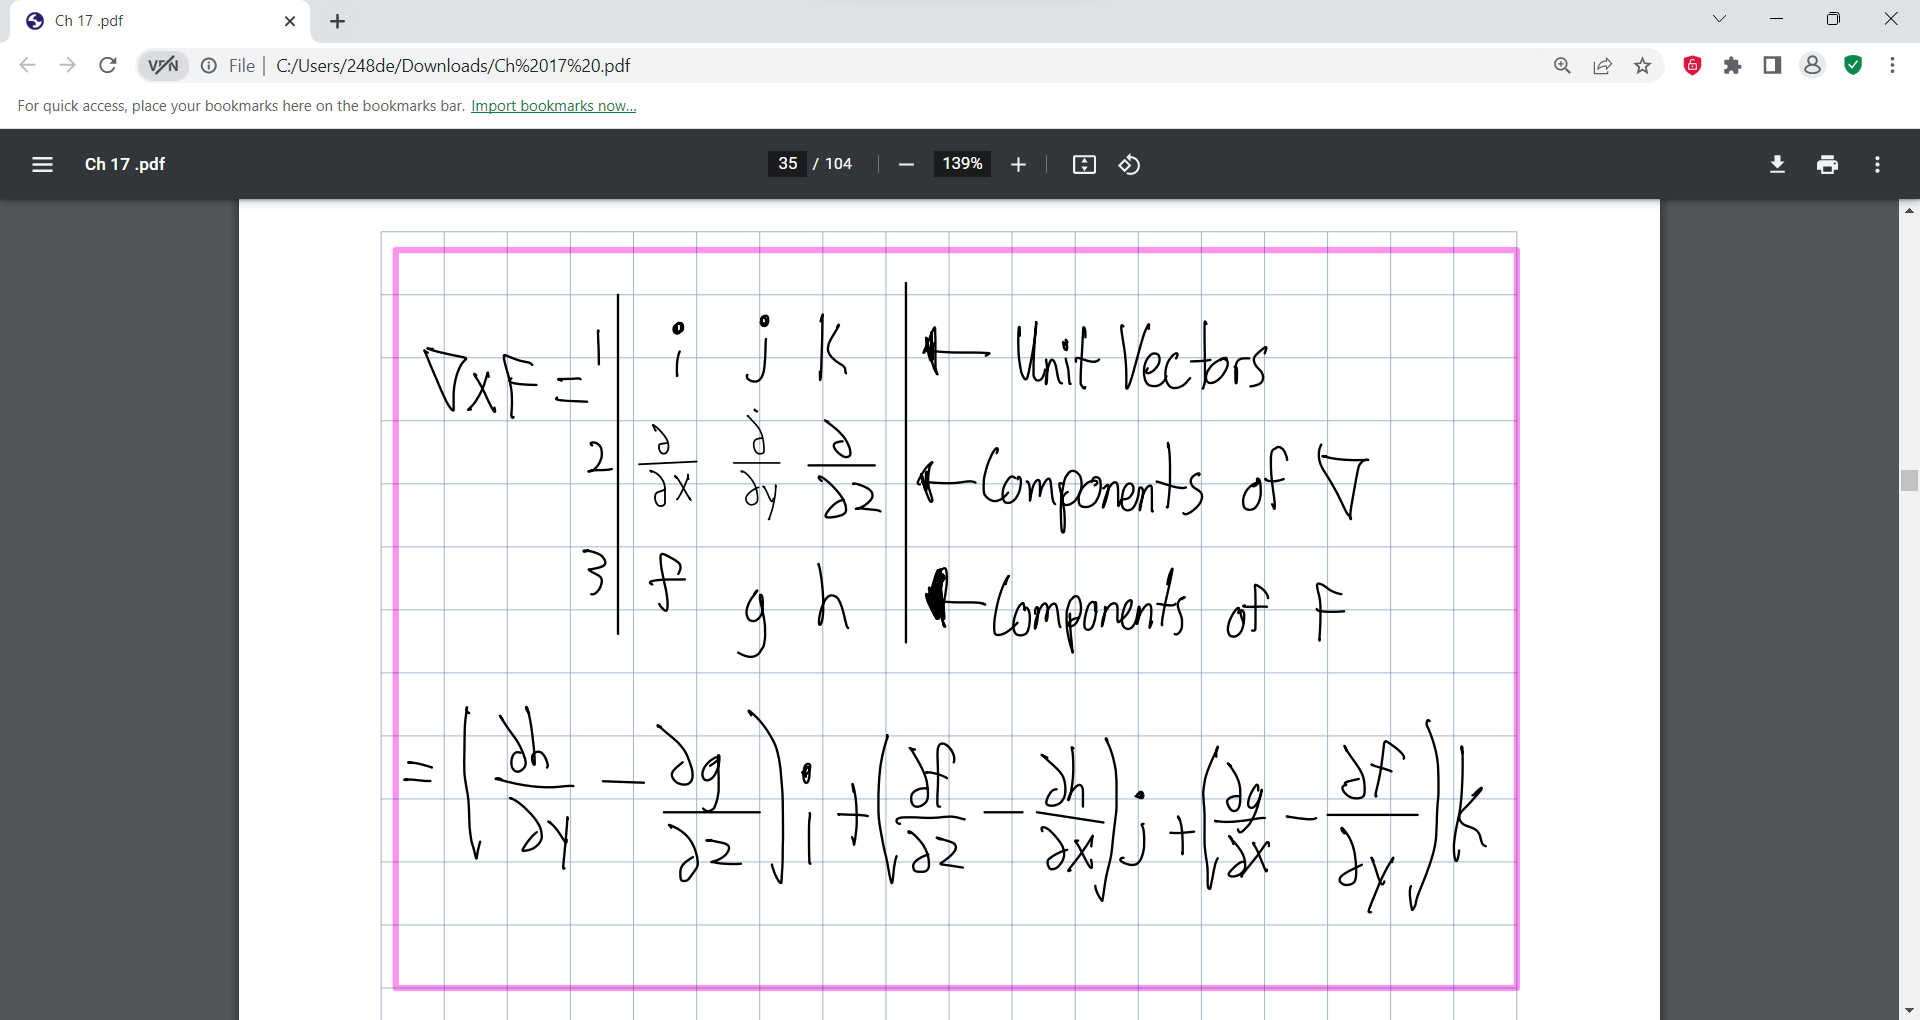 Ch 17 .pdf
VPN File C:/Users/248de/Downloads/Ch%2017%20.pdf
For quick access, place your bookmarks here on the bookmarks bar. Import bookmarks now...
Ch 17 .pdf 35 / 104 139%
∇xF = 1 | i j k | ← Unit Vectors
2 | ∂/∂x ∂/∂y ∂/∂z | ← Components of ∇
3 | f g h | ← Components of F
= (∂h/∂y − ∂g/∂z) i + (∂f/∂z − ∂h/∂x) j + (∂g/∂x − ∂f/∂y) k